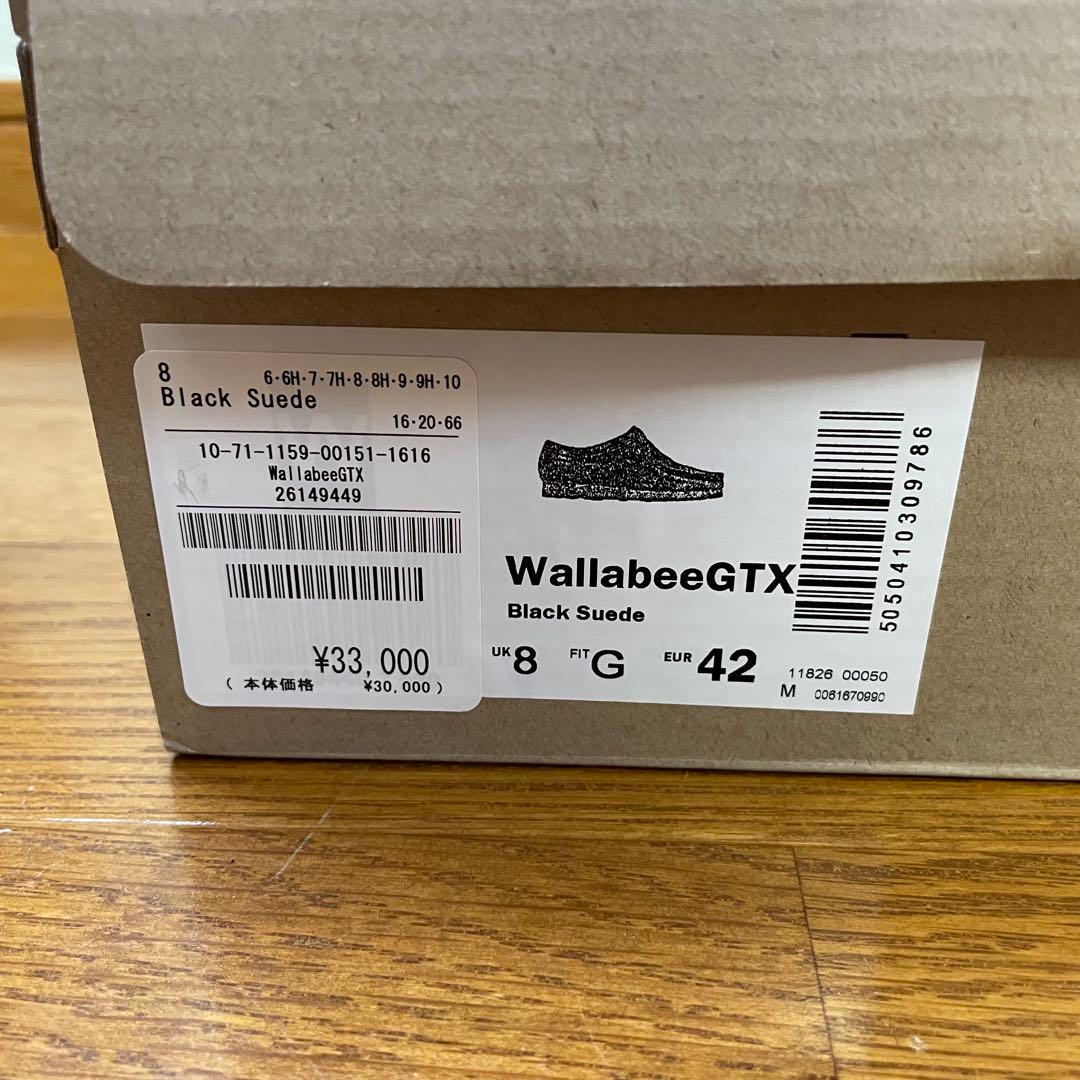 8 6・6H・7・7H・8・8H・9・9H・10
Black Suede
16・20・66
10-71-1159-00151-1616
WallabeeGTX
26149449
¥33,000
( 本体価格 ¥30,000 )
WallabeeGTX
Black Suede
UK 8 FIT G EUR 42
11826 00050
M 0061670990
5050410309786